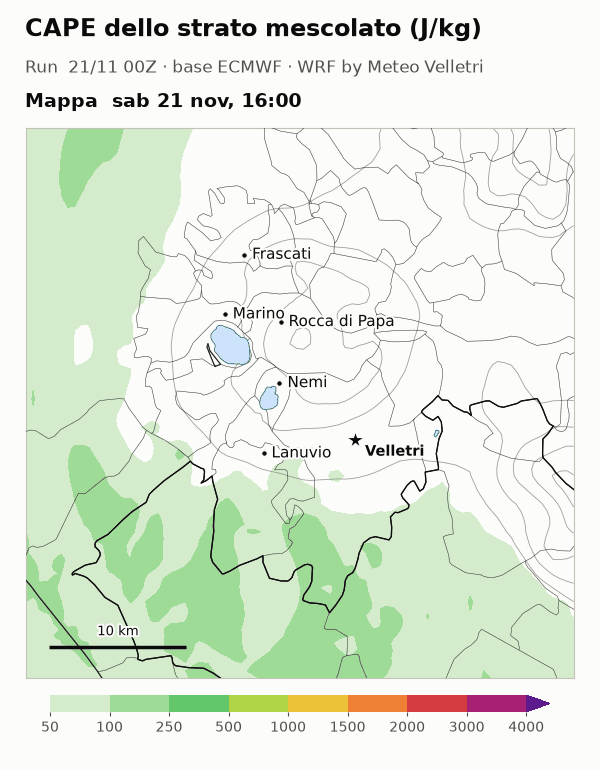 CAPE dello strato mescolato (J/kg)
Run  21/11 00Z · base ECMWF · WRF by Meteo Velletri
Mappa  sab 21 nov, 16:00
Frascati
Marino
Rocca di Papa
Nemi
Lanuvio
Velletri
10 km
50 100 250 500 1000 1500 2000 3000 4000